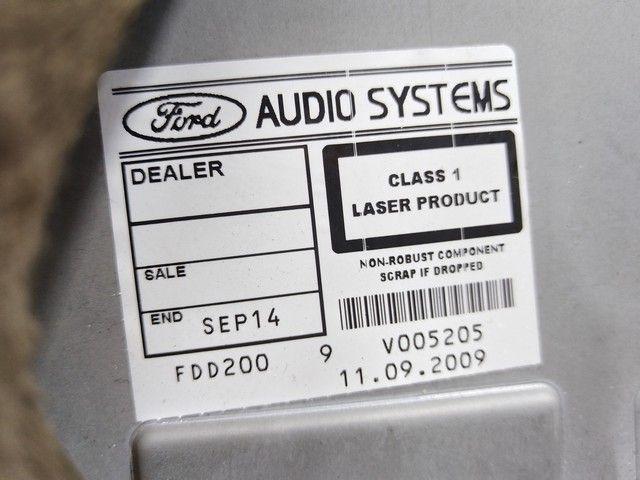 Ford AUDIO SYSTEMS
DEALER
SALE
END SEP14
CLASS 1
LASER PRODUCT
NON-ROBUST COMPONENT
SCRAP IF DROPPED
V005205
FDD200 9 11.09.2009